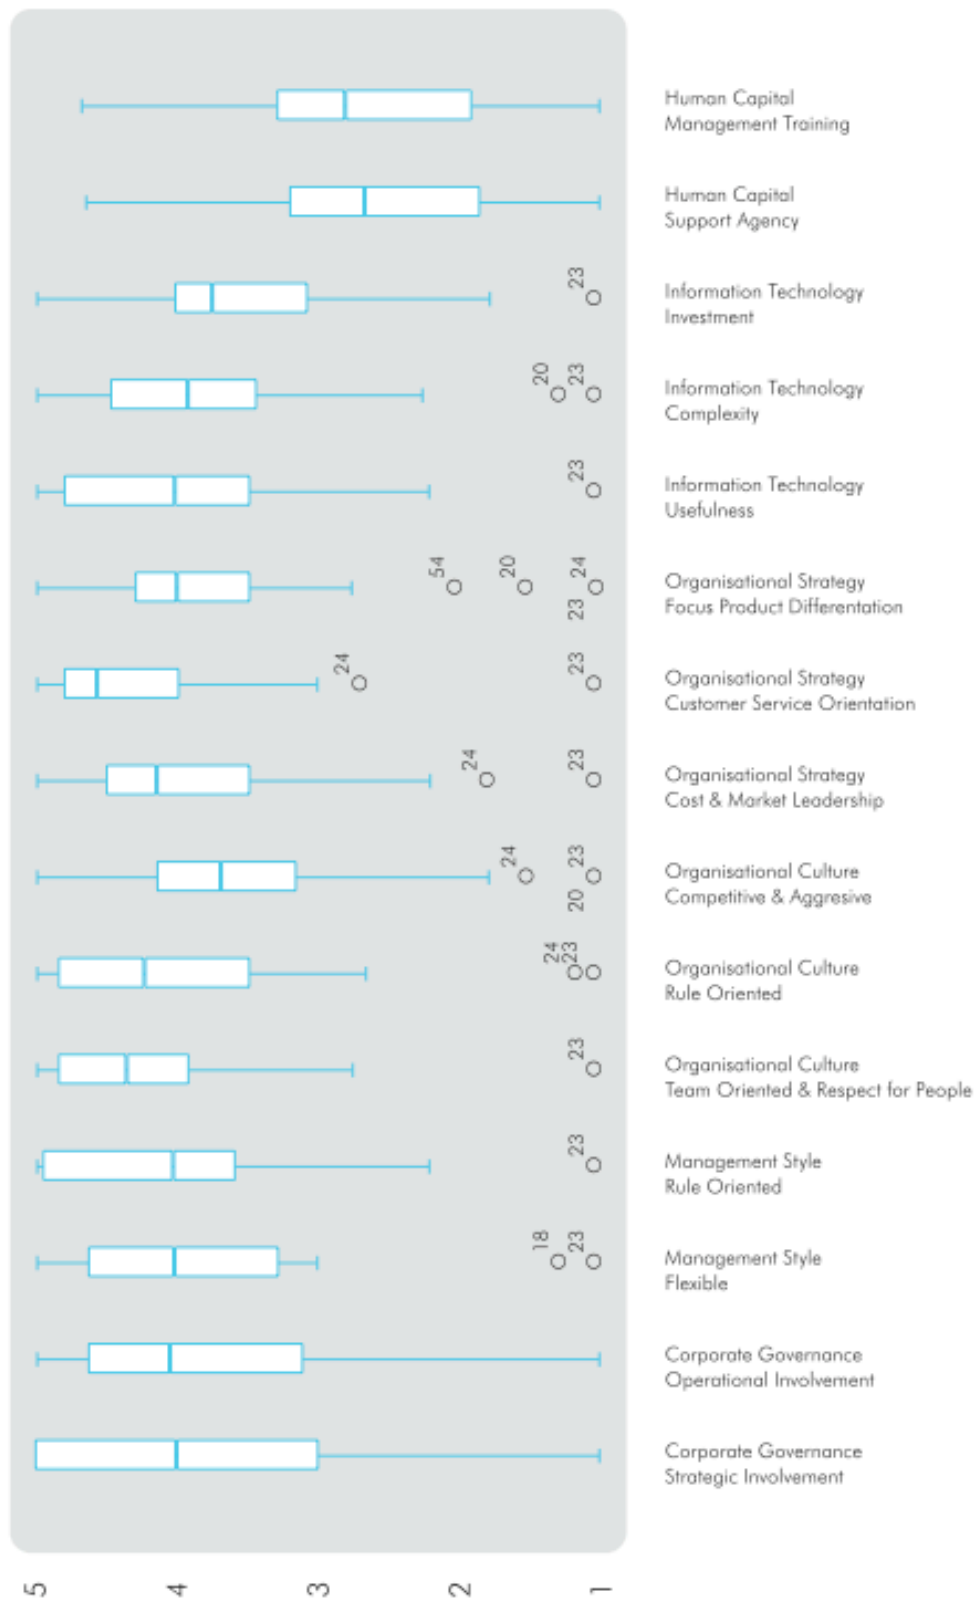 Human Capital
Management Training
Human Capital
Support Agency
23
Information Technology
Investment
20 23
Information Technology
Complexity
23
Information Technology
Usefulness
54 20 24
23
Organisational Strategy
Focus Product Differentation
24 23
Organisational Strategy
Customer Service Orientation
24 23
Organisational Strategy
Cost & Market Leadership
24 23
20
Organisational Culture
Competitive & Aggresive
24 23
Organisational Culture
Rule Oriented
23
Organisational Culture
Team Oriented & Respect for People
23
Management Style
Rule Oriented
18 23
Management Style
Flexible
Corporate Governance
Operational Involvement
Corporate Governance
Strategic Involvement
5 4 3 2 1